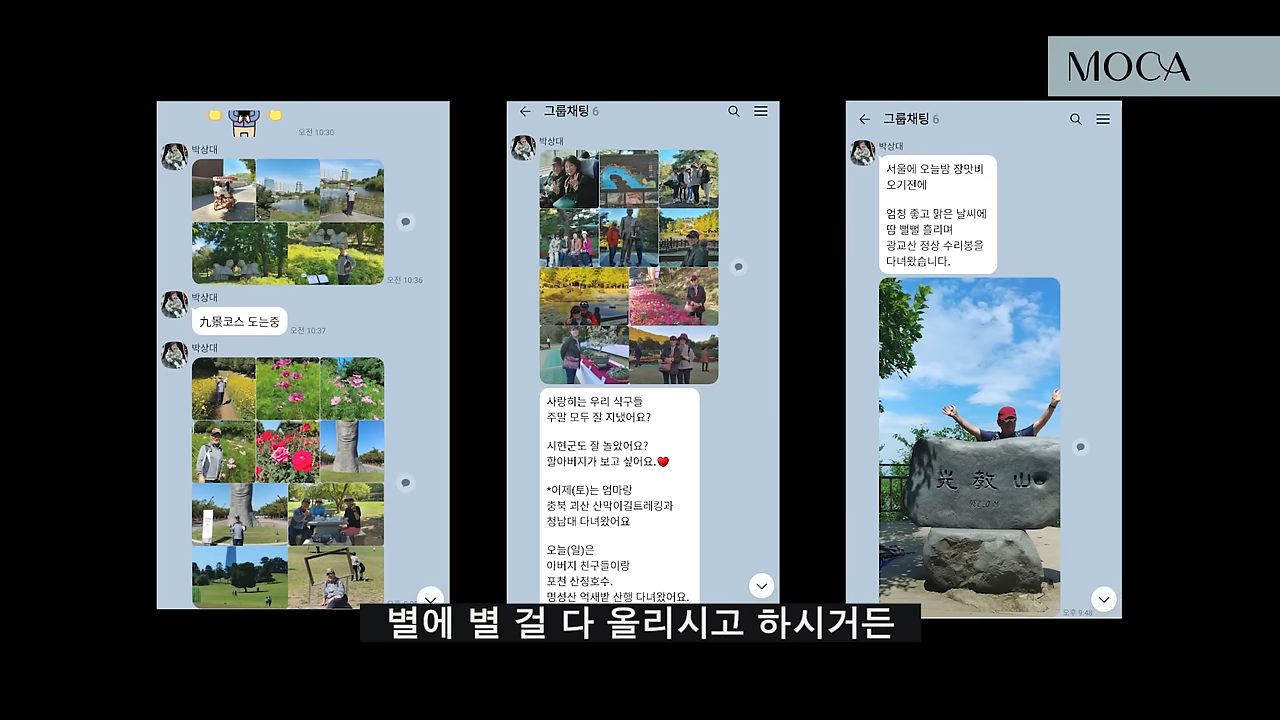 MOCA
오전 10:30
박상대
오전 10:36
박상대
九景코스 도는중
오전 10:37
박상대
그룹채팅 6
박상대
사랑하는 우리 식구들
주말 모두 잘 지냈어요?
시현군도 잘 놀았어요?
할아버지가 보고 싶어요.❤️
*어제(토)는 엄마랑
충북 괴산 산막이길트레킹과
청남대 다녀왔어요
오늘(일)은
아버지 친구들이랑
포천 산정호수.
명성산 억새밭 산행 다녀왔어요.
그룹채팅 6
박상대
서울에 오늘밤 쟝맛비
오기젼에
엄청 좋고 맑은 날씨에
땀 뻘뻘 흘리며
광교산 정상 수리봉을
다녀왔습니다.
光教山
오후 9:48
별에 별 걸 다 올리시고 하시거든